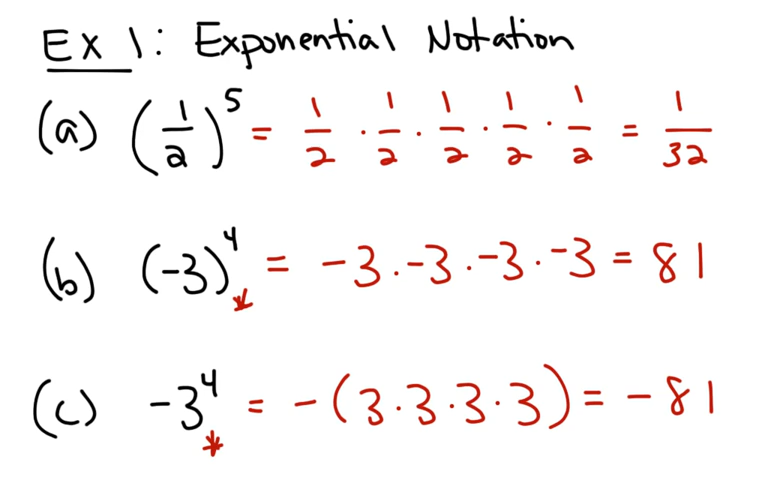 Ex 1: Exponential Notation
(a) (1/2)^5 = 1/2 · 1/2 · 1/2 · 1/2 · 1/2 = 1/32
(b) (-3)^4 = -3 · -3 · -3 · -3 = 81
(c) -3^4 = -(3 · 3 · 3 · 3) = -81